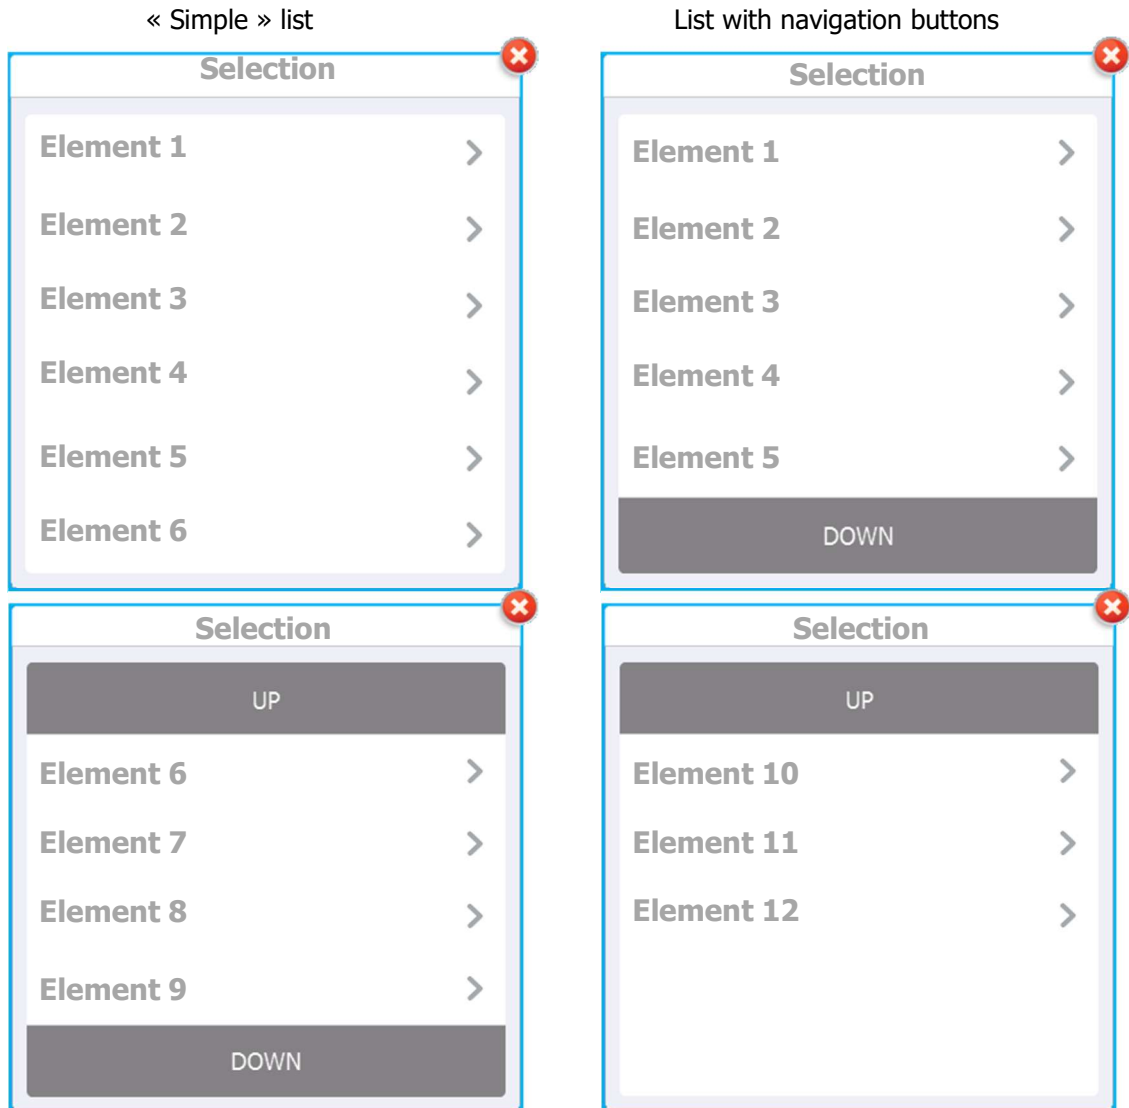 « Simple » list
List with navigation buttons
Selection
Element 1
Element 2
Element 3
Element 4
Element 5
Element 6
Selection
Element 1
Element 2
Element 3
Element 4
Element 5
DOWN
Selection
UP
Element 6
Element 7
Element 8
Element 9
DOWN
Selection
UP
Element 10
Element 11
Element 12